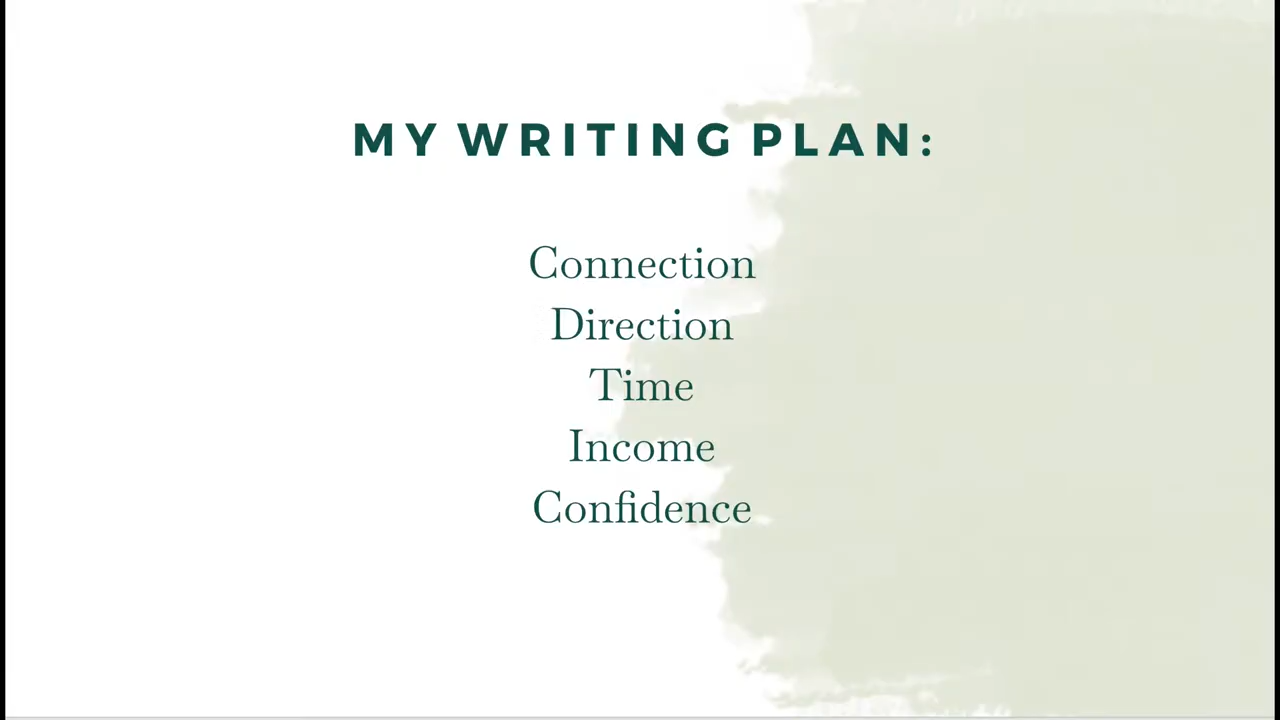 MY WRITING PLAN:
Connection
Direction
Time
Income
Confidence